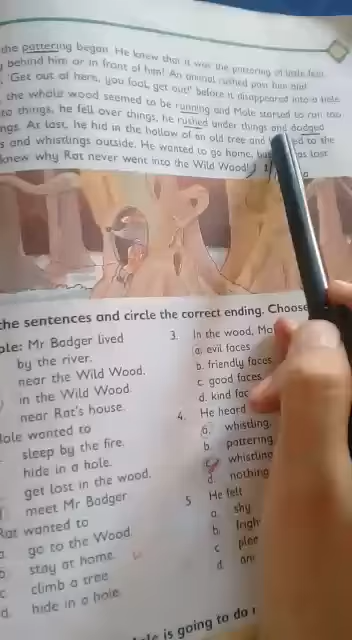 the pattering began. He knew that it was the pattering of little feet
behind him or in front of him! An animal rushed past him and
'Get out of here, you fool, get out!' before it disappeared into a hole
the whole wood seemed to be running and Mole started to run too
to things, he fell over things, he rushed under things and dodged
ngs. At last, he hid in the hollow of an old tree and ed to the
s and whistlings outside. He wanted to go home, but as lost
knew why Rat never went into the Wild Wood!
the sentences and circle the correct ending. Choose
ple: Mr Badger lived
by the river.
near the Wild Wood.
in the Wild Wood.
near Rat's house.
Mole wanted to
sleep by the fire.
hide in a hole.
get lost in the wood.
meet Mr Badger
Rat wanted to
a. go to the Wood
b. stay at home.
c. climb a tree
d. hide in a hole.
3. In the wood, Mo
a. evil faces
b. friendly faces
c. good faces
d. kind fac
4. He heard
a. whistling
b. pattering
c. whistling
d. nothing
5 He felt
a. shy
b. frigh
c.
d.
ole is going to do